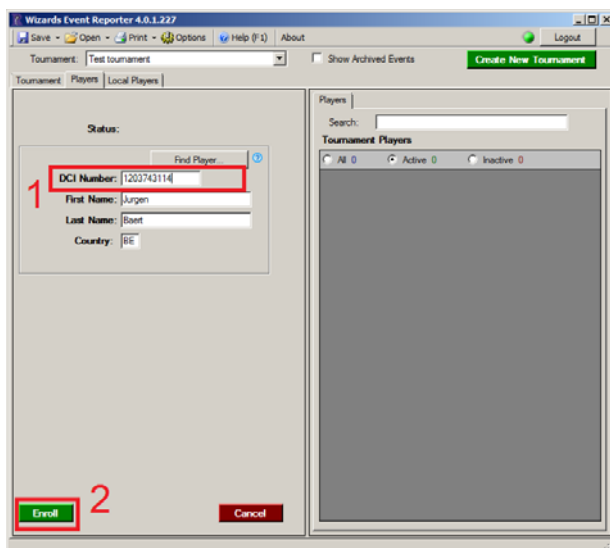 Wizards Event Reporter 4.0.1.227
Save Open Print Options Help (F1) About Logout
Tournament: Test tournament Show Archived Events Create New Tournament
Tournament Players Local Players
Players
Status:
Search:
Tournament Players
Find Player...
All 0 Active 0 Inactive 0
1
DCI Number: 1203743114
First Name: Jurgen
Last Name: Baert
Country: BE
Enroll 2 Cancel